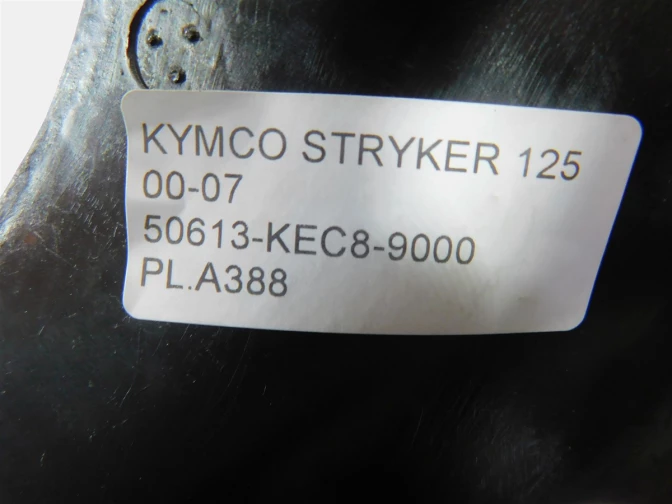 KYMCO STRYKER 125
00-07
50613-KEC8-9000
PL.A388